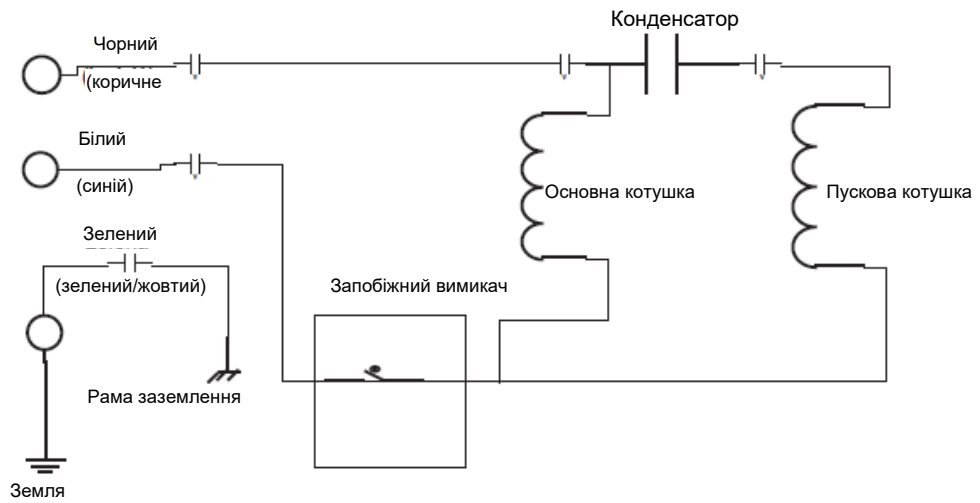 Конденсатор
Чорний
(коричне
Білий
(синій)
Основна котушка
Пускова котушка
Зелений
(зелений/жовтий)
Запобіжний вимикач
Рама заземлення
Земля